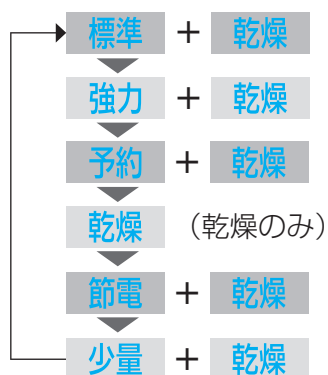 標準 + 乾燥
強力 + 乾燥
予約 + 乾燥
乾燥 (乾燥のみ)
節電 + 乾燥
少量 + 乾燥